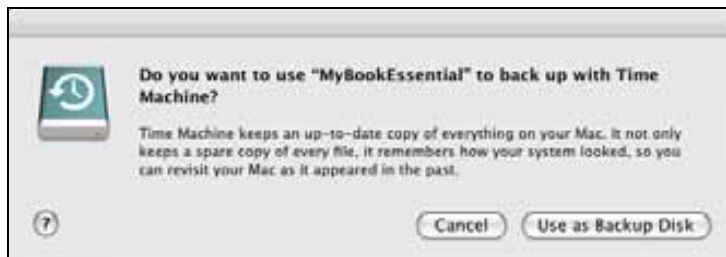 Do you want to use “MyBookEssential” to back up with Time
Machine?
Time Machine keeps an up-to-date copy of everything on your Mac. It not only
keeps a spare copy of every file, it remembers how your system looked, so you
can revisit your Mac as it appeared in the past.
?
Cancel
Use as Backup Disk